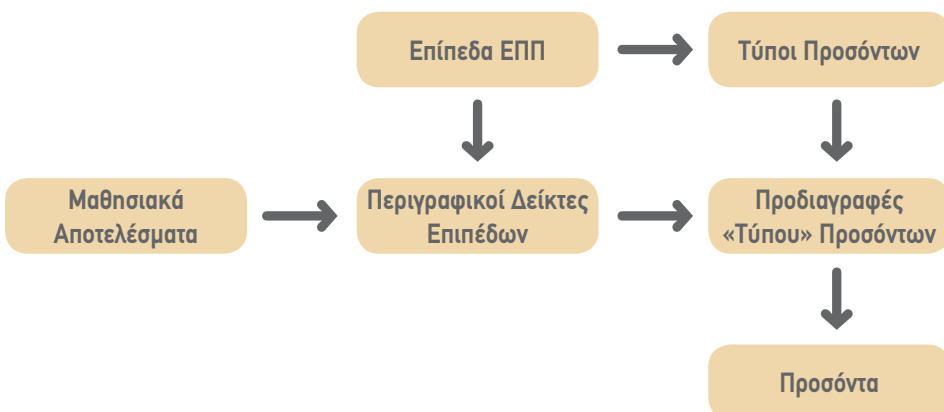 Επίπεδα ΕΠΠ
Τύποι Προσόντων
Μαθησιακά
Αποτελέσματα
Περιγραφικοί Δείκτες
Επιπέδων
Προδιαγραφές
«Τύπου» Προσόντων
Προσόντα